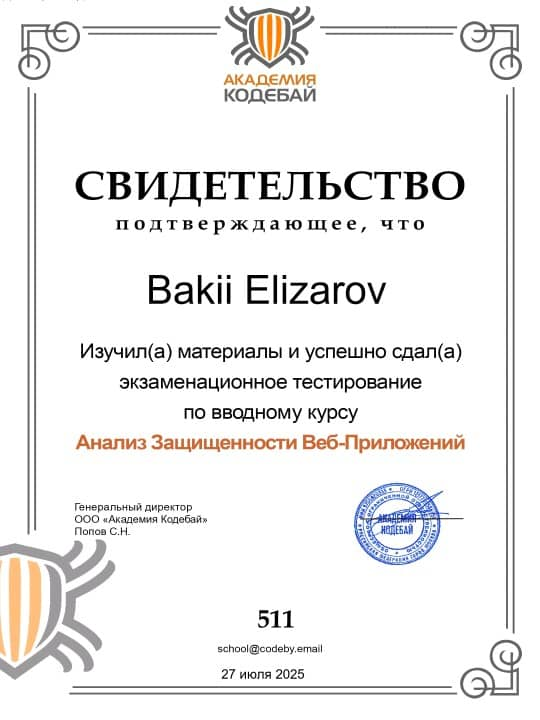 АКАДЕМИЯ
КОДЕБАЙ
СВИДЕТЕЛЬСТВО
подтверждающее, что
Bakii Elizarov
Изучил(а) материалы и успешно сдал(а)
экзаменационное тестирование
по вводному курсу
Анализ Защищенности Веб-Приложений
Генеральный директор
ООО «Академия Кодебай»
Попов С.Н.
АКАДЕМИЯ
КОДЕБАЙ
511
school@codeby.email
27 июля 2025